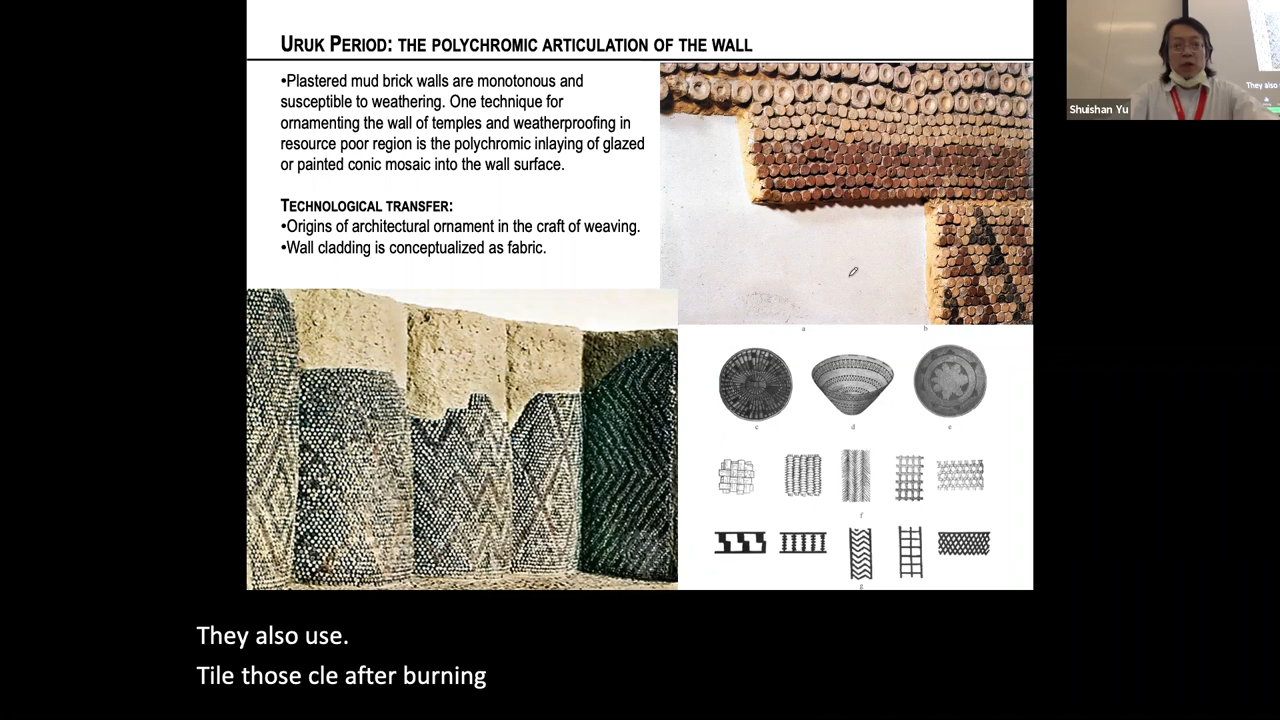 URUK PERIOD: THE POLYCHROMIC ARTICULATION OF THE WALL
•Plastered mud brick walls are monotonous and
susceptible to weathering. One technique for
ornamenting the wall of temples and weatherproofing in
resource poor region is the polychromic inlaying of glazed
or painted conic mosaic into the wall surface.
TECHNOLOGICAL TRANSFER:
•Origins of architectural ornament in the craft of weaving.
•Wall cladding is conceptualized as fabric.
a b
c d e
f
g
Shuishan Yu
They also
They also use.
Tile those cle after burning